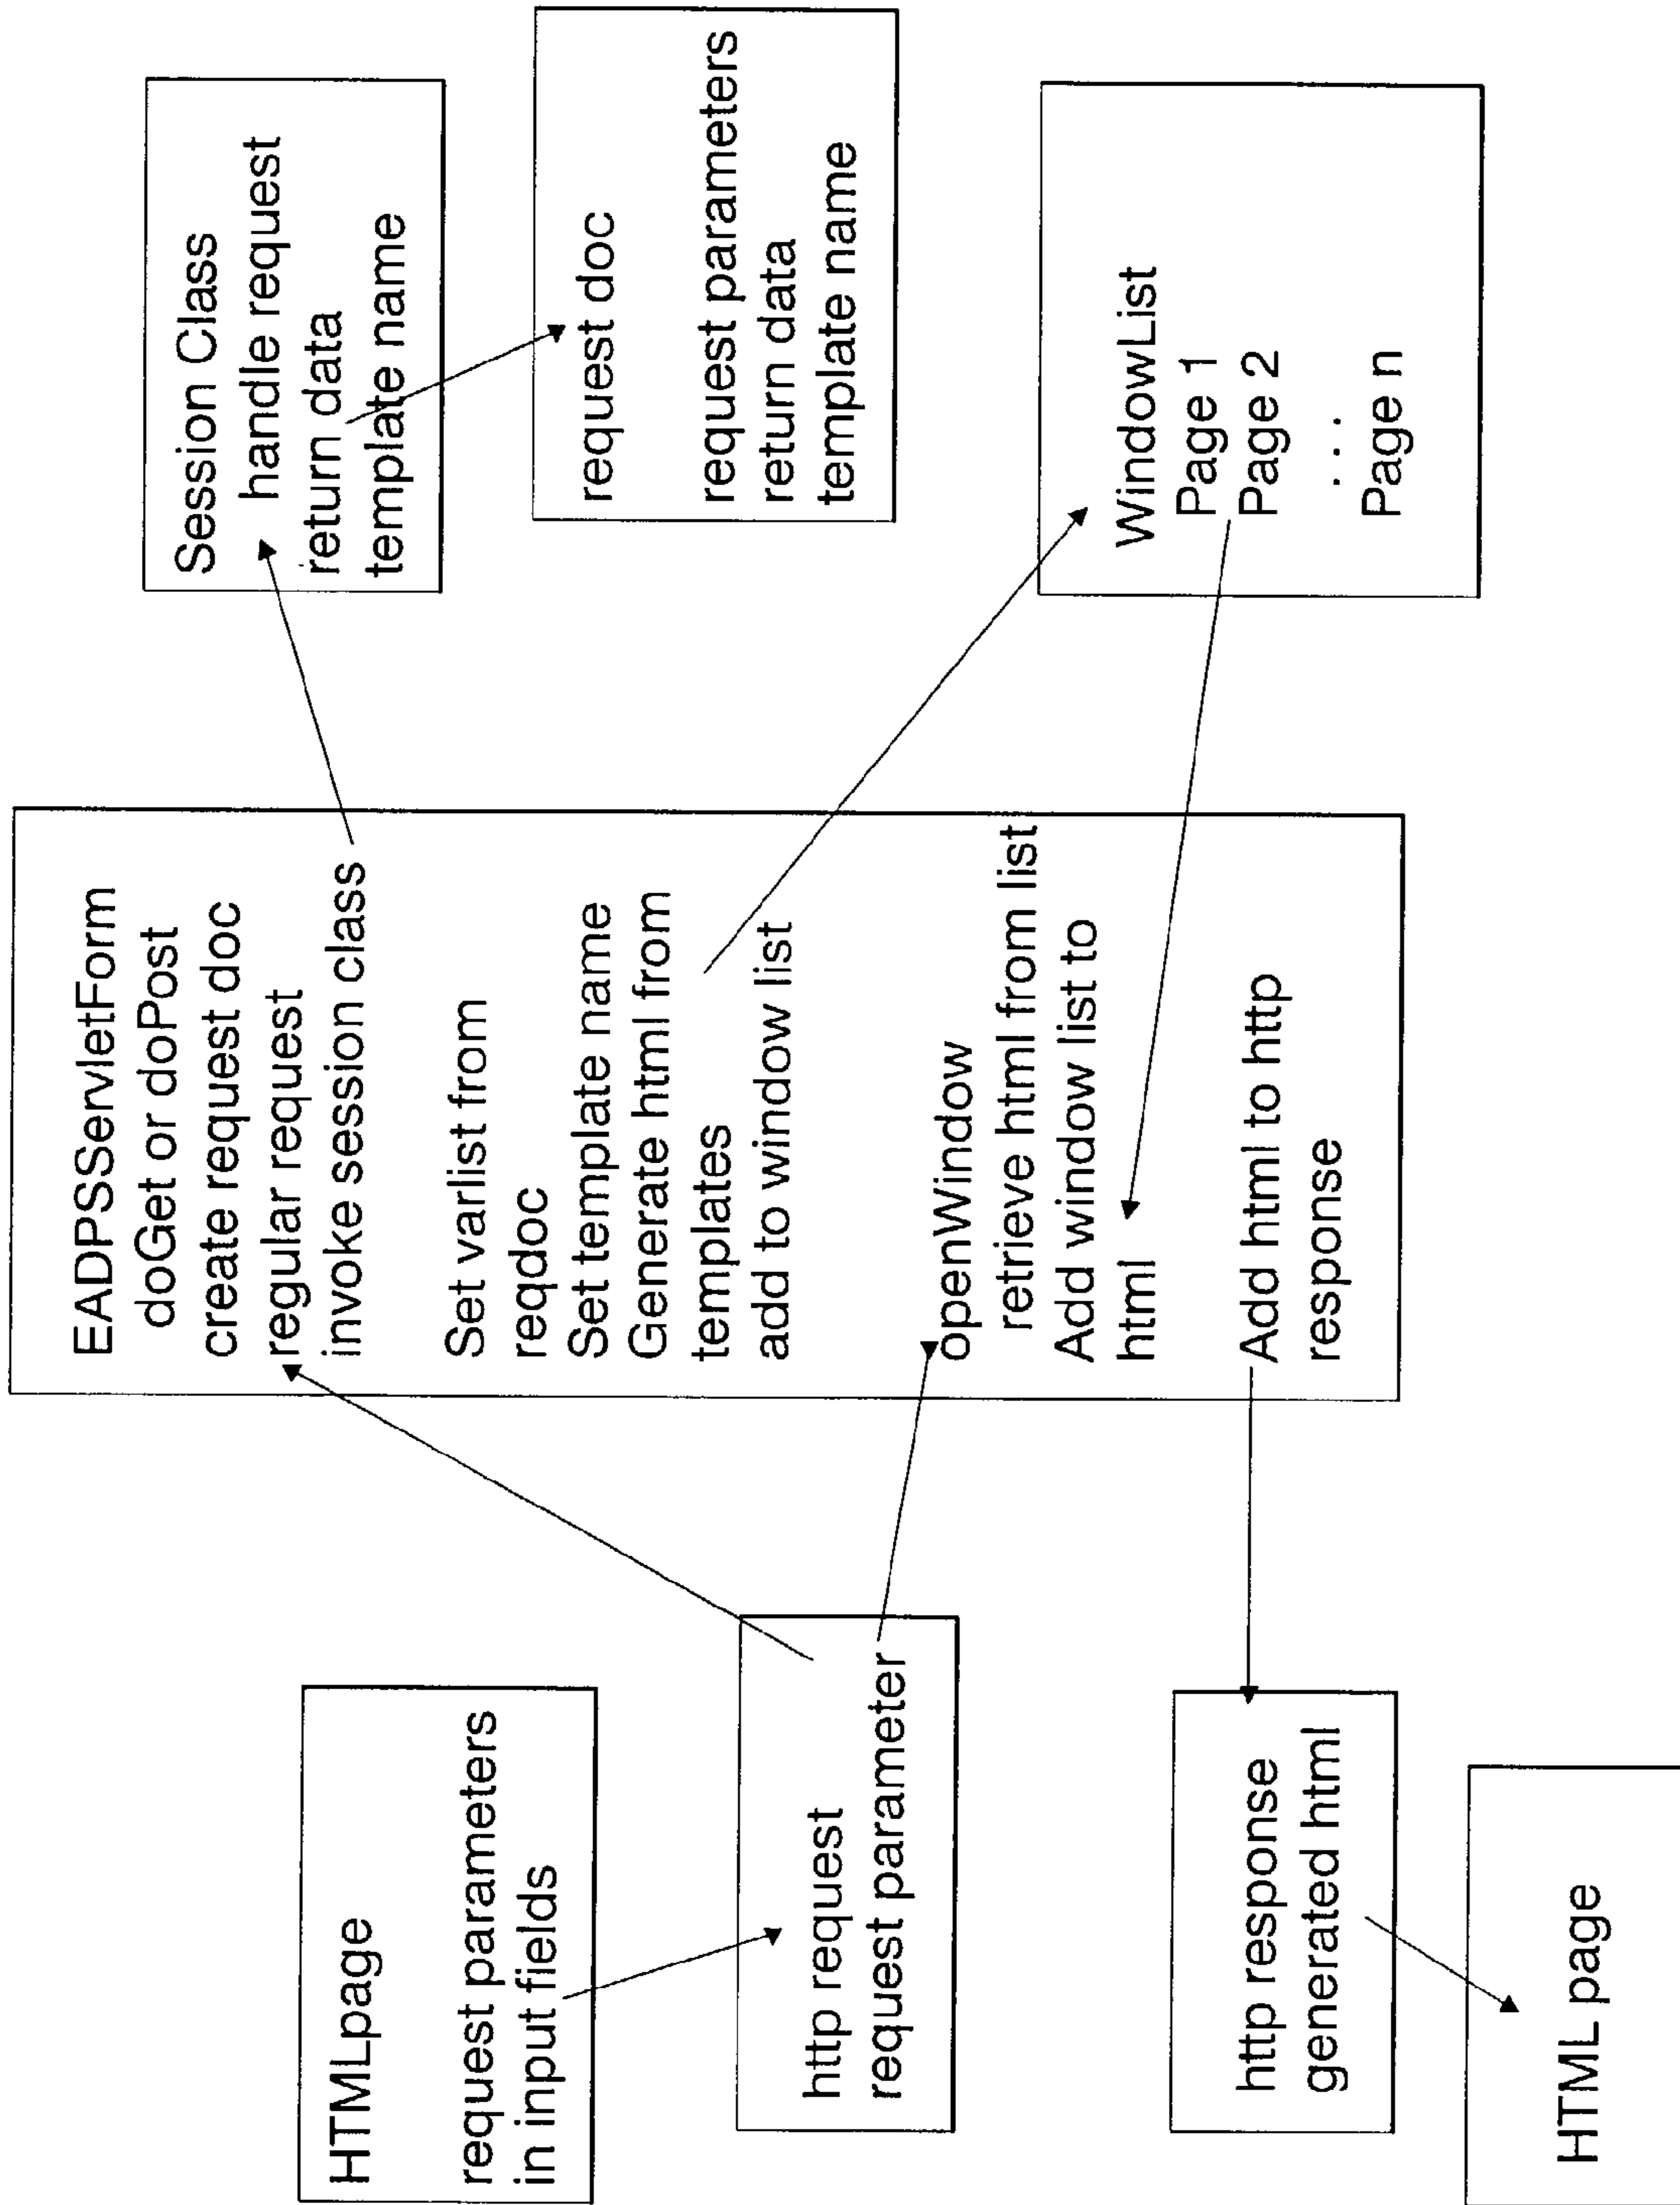 HTMLpage
request parameters
in input fields
http request
request parameter
http response
generated html
HTML page
EADPSServletForm
doGet or doPost
create request doc
regular request
invoke session class
Set varlist from
reqdoc
Set template name
Generate html from
templates
add to window list
openWindow
retrieve html from list
Add window list to
html
Add html to http
response
Session Class
handle request
return data
template name
request doc
request parameters
return data
template name
WindowList
Page 1
Page 2
. . .
Page n